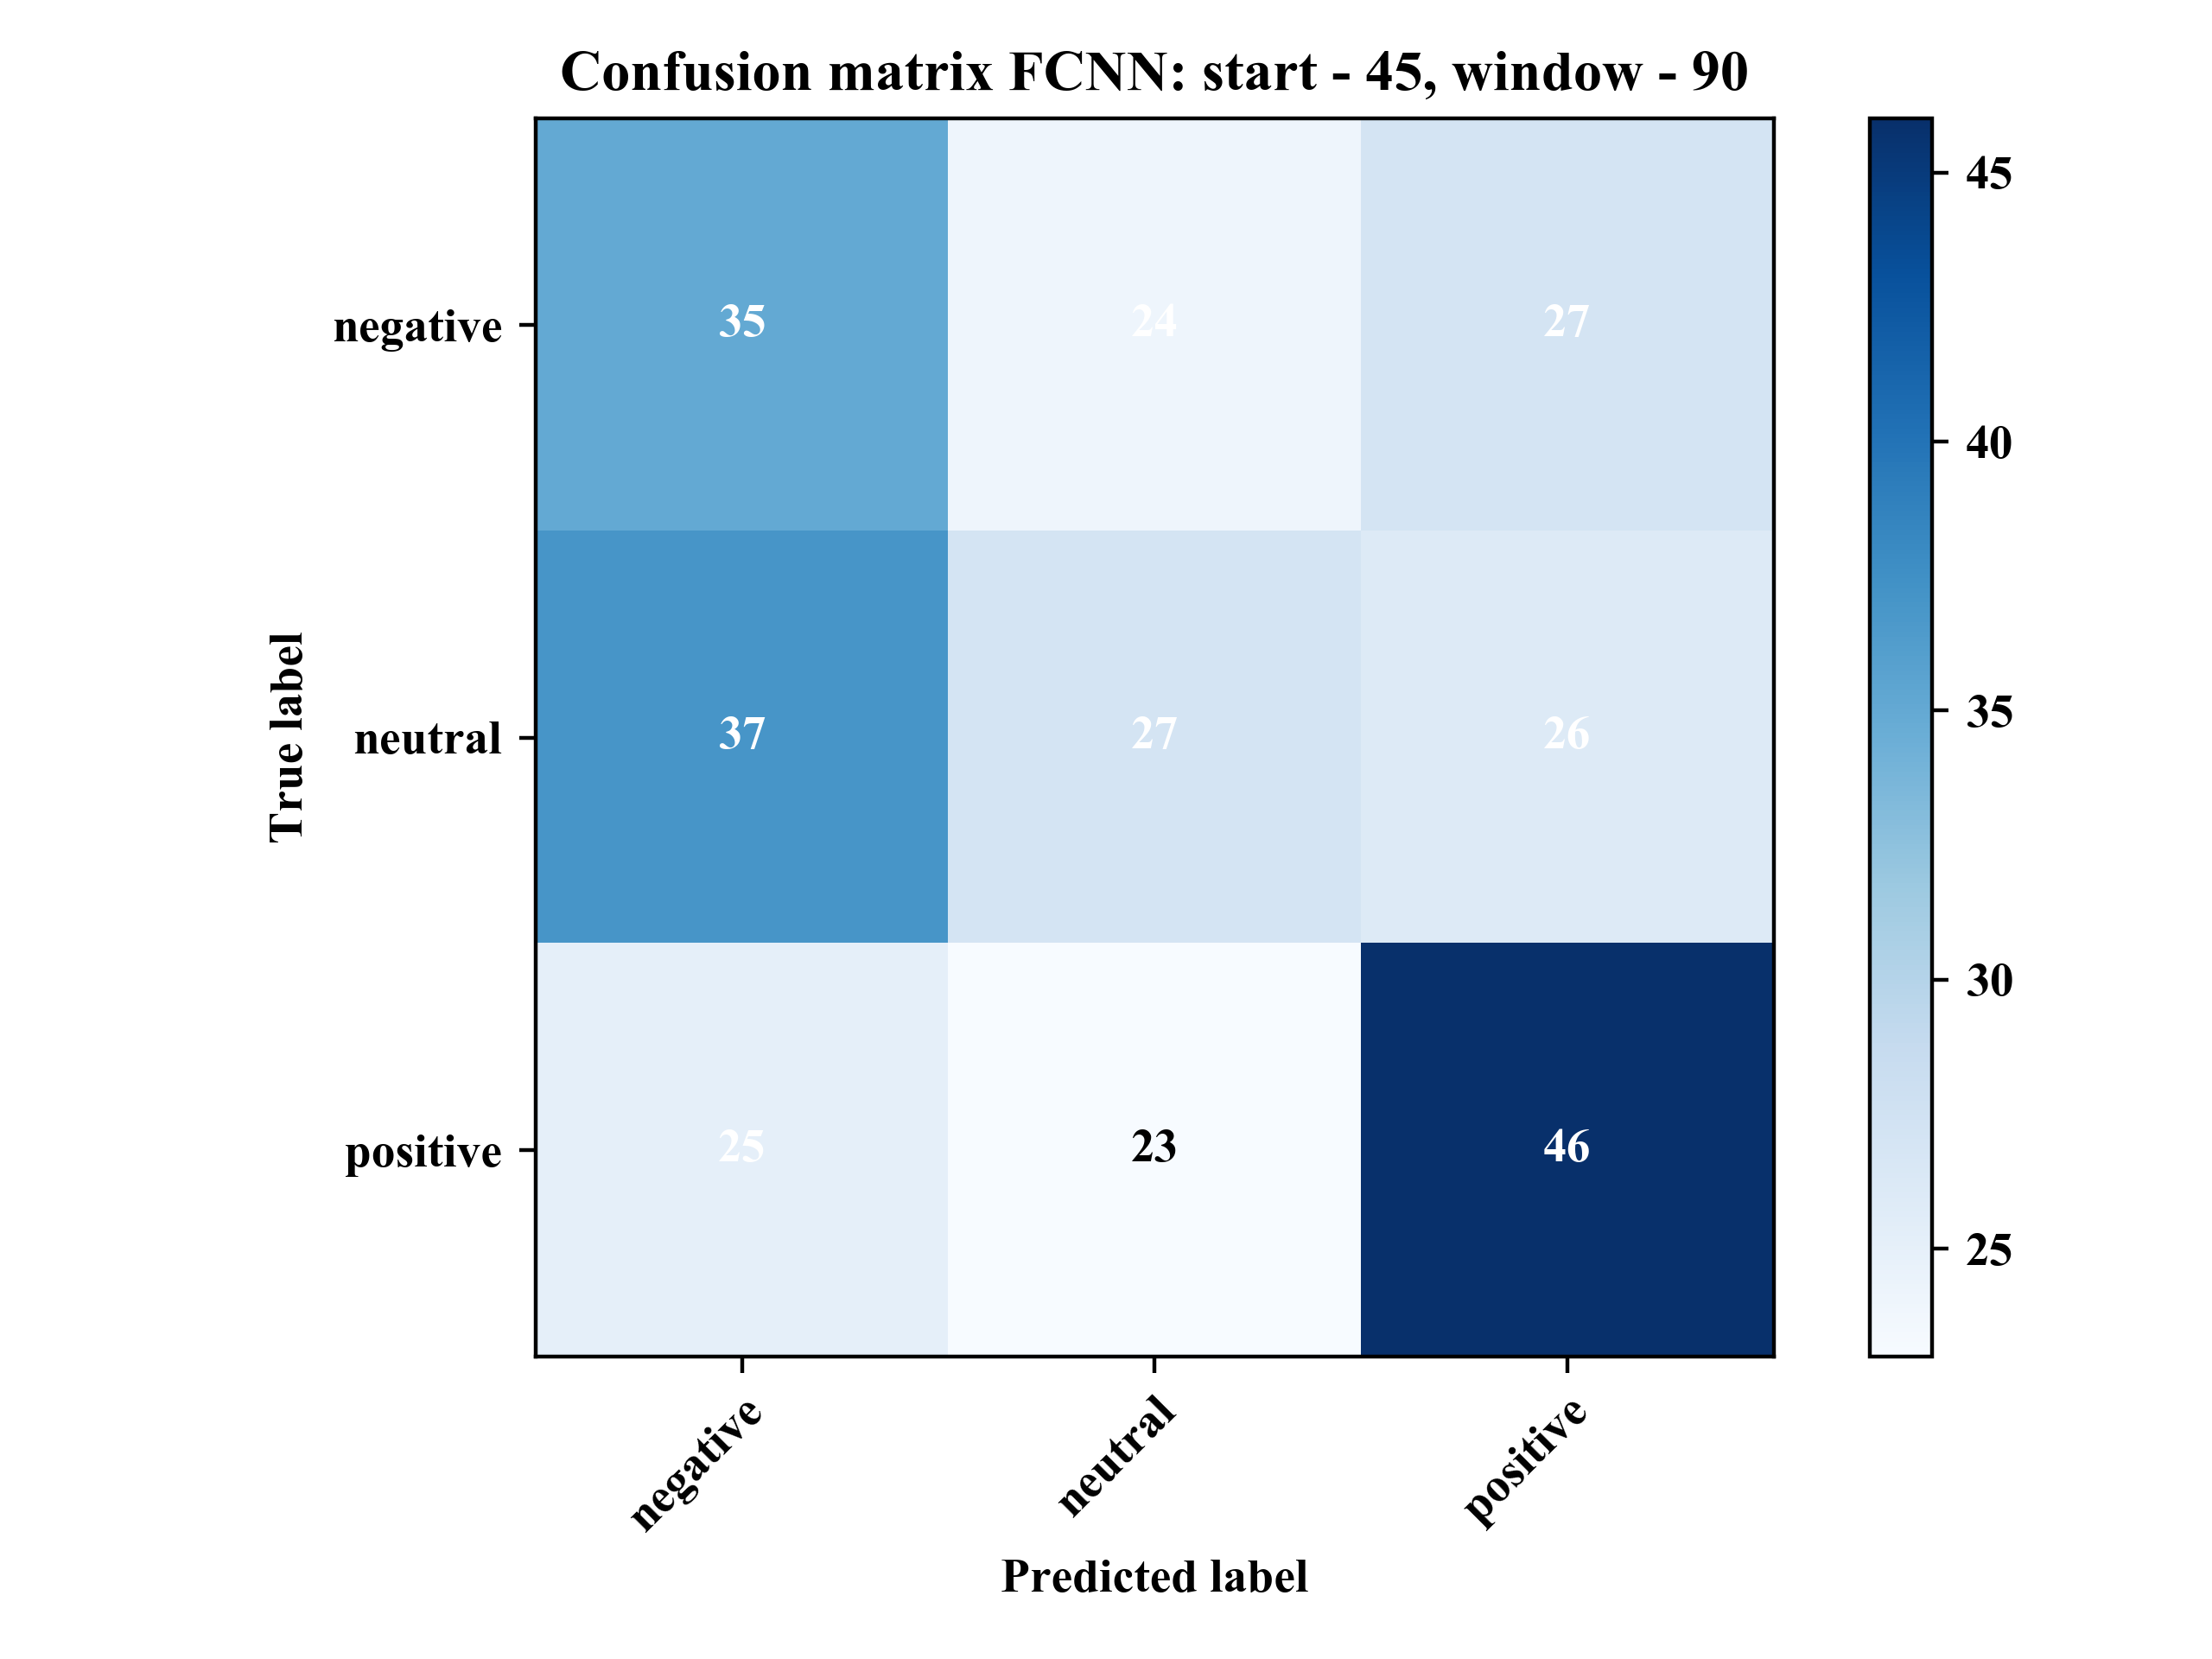 Confusion matrix FCNN: start - 45, window - 90
True label
negative 35 24 27
neutral 37 27 26
positive 25 23 46
negative neutral positive
Predicted label
45
40
35
30
25